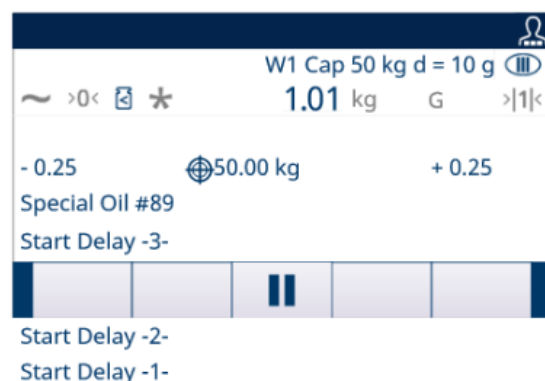 W1 Cap 50 kg d = 10 g III
~ >0< * 1.01 kg G >|1|<
- 0.25 50.00 kg + 0.25
Special Oil #89
Start Delay -3-
Start Delay -2-
Start Delay -1-